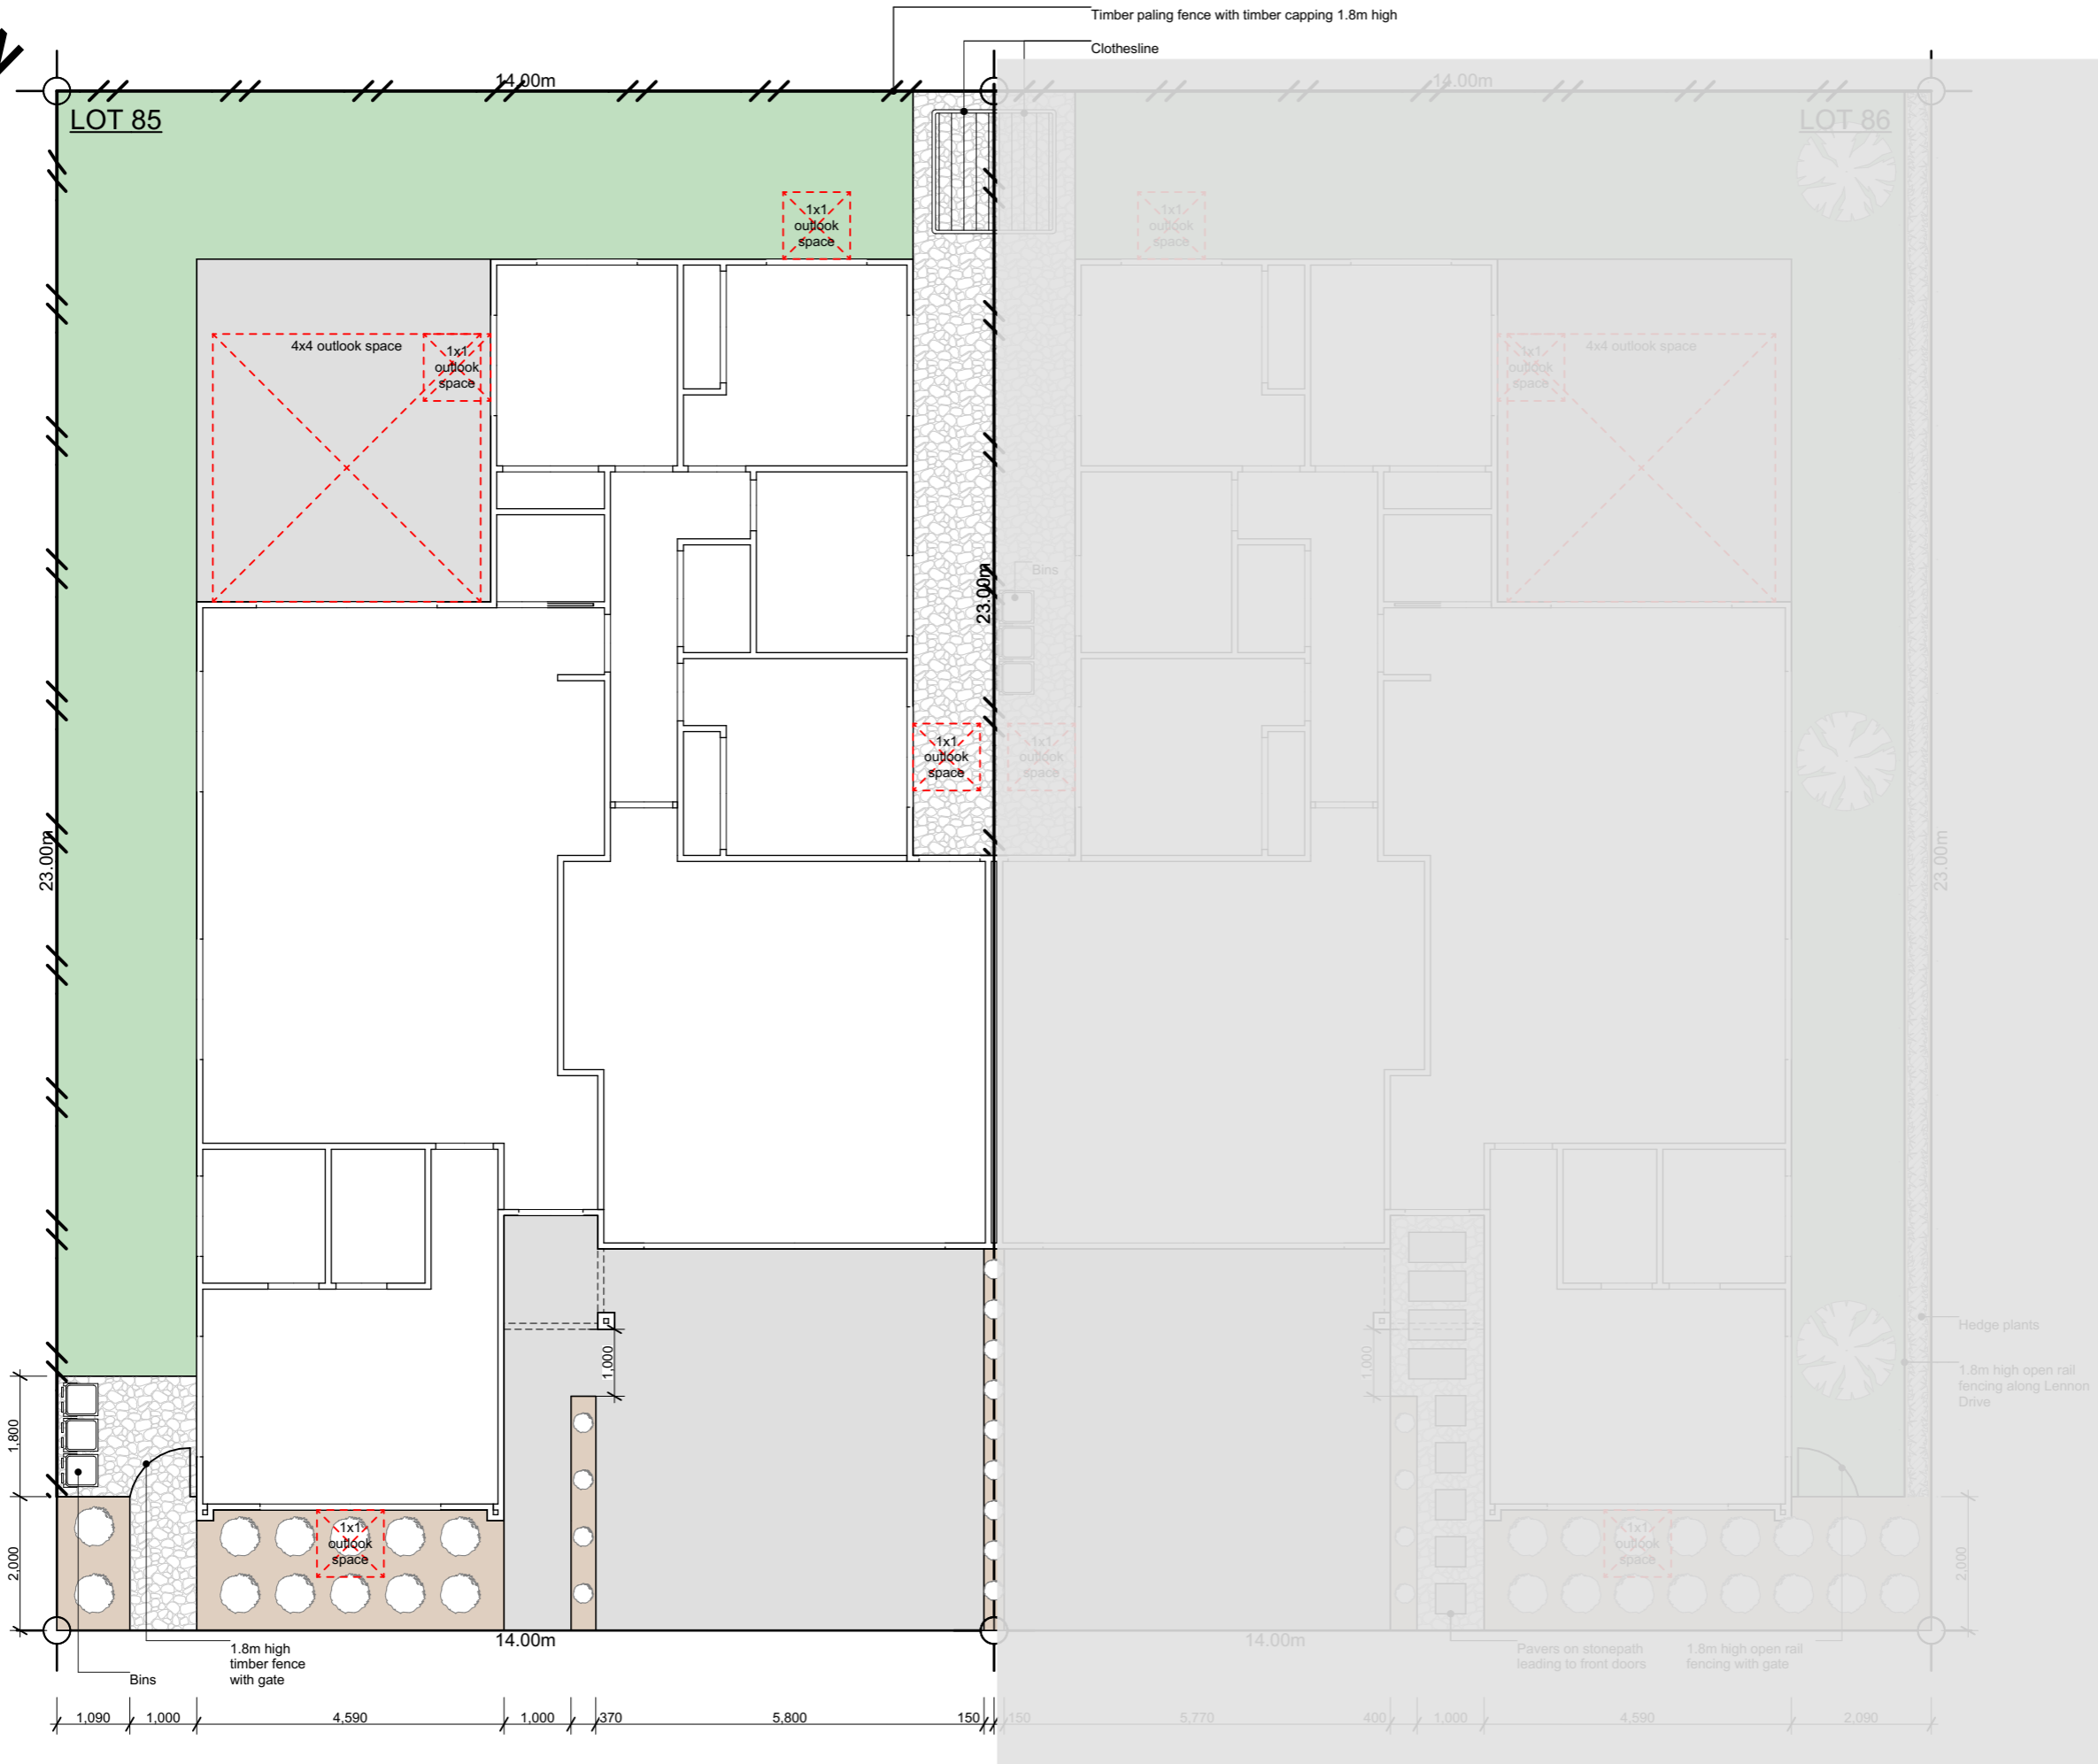 Timber paling fence with timber capping 1.8m high
Clothesline
14.00m
14.00m
LOT 85
LOT 86
1x1
outlook
space
1x1
outlook
space
4x4 outlook space
1x1
outlook
space
1x1
outlook
space
4x4 outlook space
Bins
23.00m
1x1
outlook
space
1x1
outlook
space
23.00m
23.00m
Hedge plants
1.8m high open rail
fencing along Lennon
Drive
1,000
1,000
1,800
2,000
1x1
outlook
space
1x1
outlook
space
2,000
14.00m
14.00m
1.8m high
timber fence
with gate
Bins
Pavers on stonepath
leading to front doors
1.8m high open rail
fencing with gate
1,090
1,000
4,590
1,000
370
5,800
150
150
5,770
400
1,000
4,590
2,090